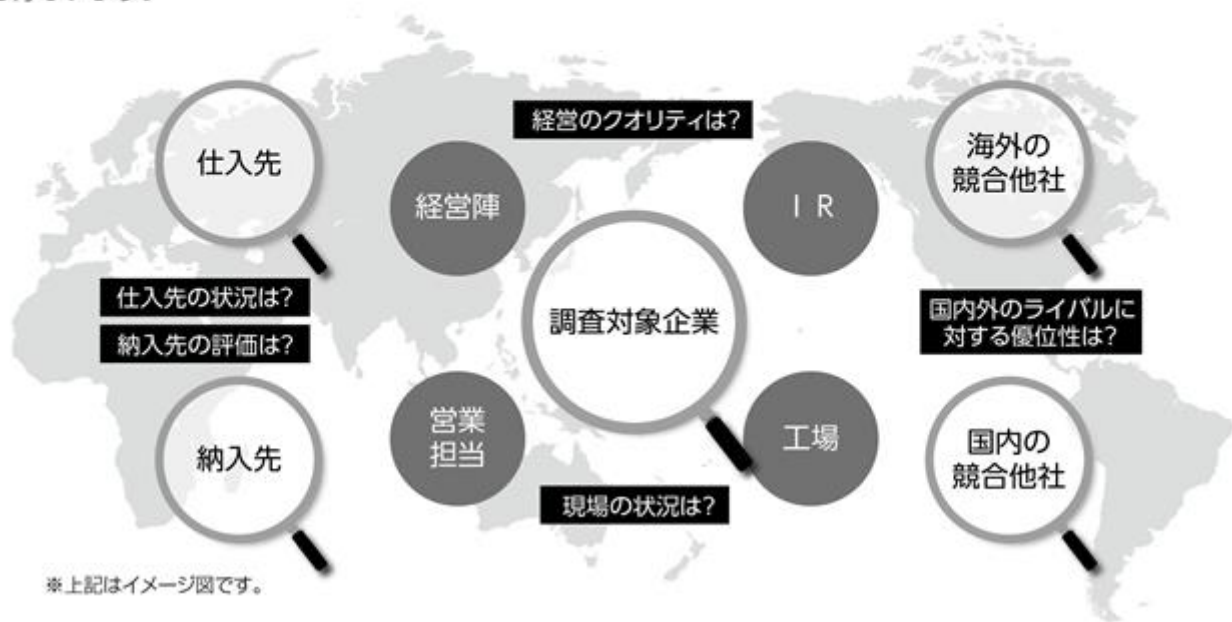 経営のクオリティは?
仕入先
経営陣
I R
海外の
競合他社
仕入先の状況は?
納入先の評価は?
調査対象企業
国内外のライバルに
対する優位性は?
納入先
営業
担当
工場
国内の
競合他社
現場の状況は?
※上記はイメージ図です。